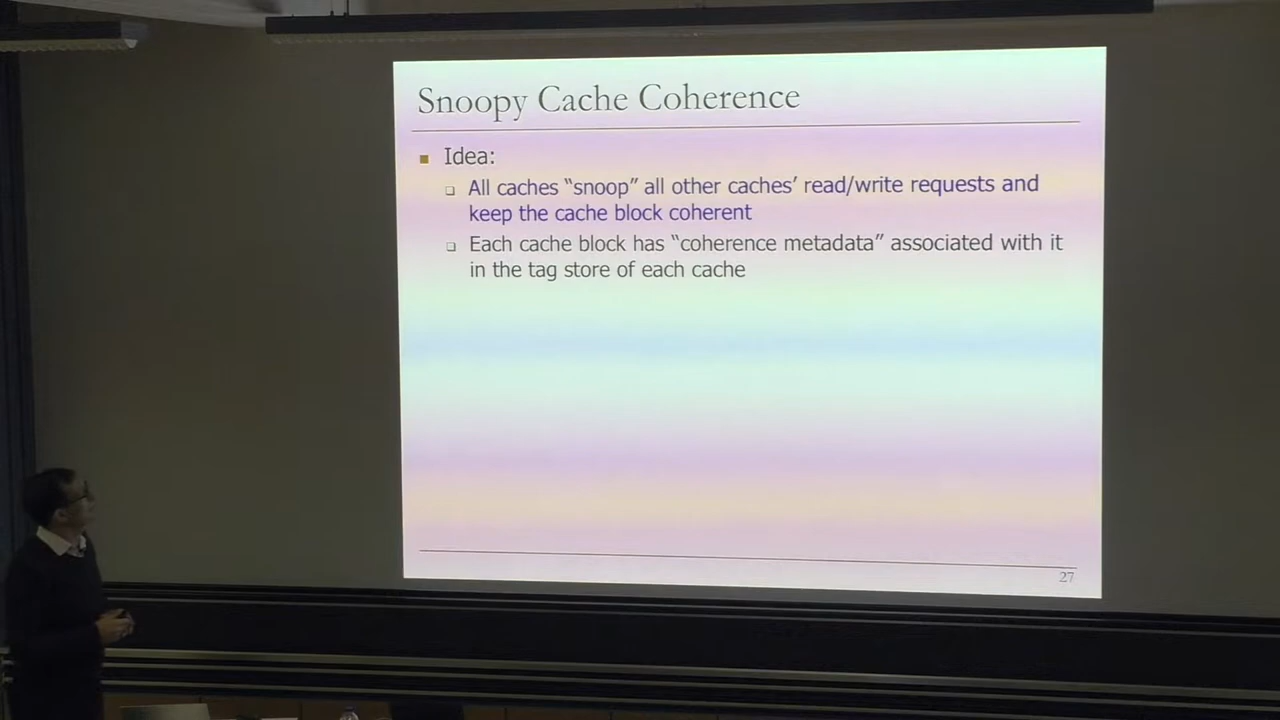 Snoopy Cache Coherence
Idea:
All caches “snoop” all other caches’ read/write requests and
keep the cache block coherent
Each cache block has “coherence metadata” associated with it
in the tag store of each cache
27